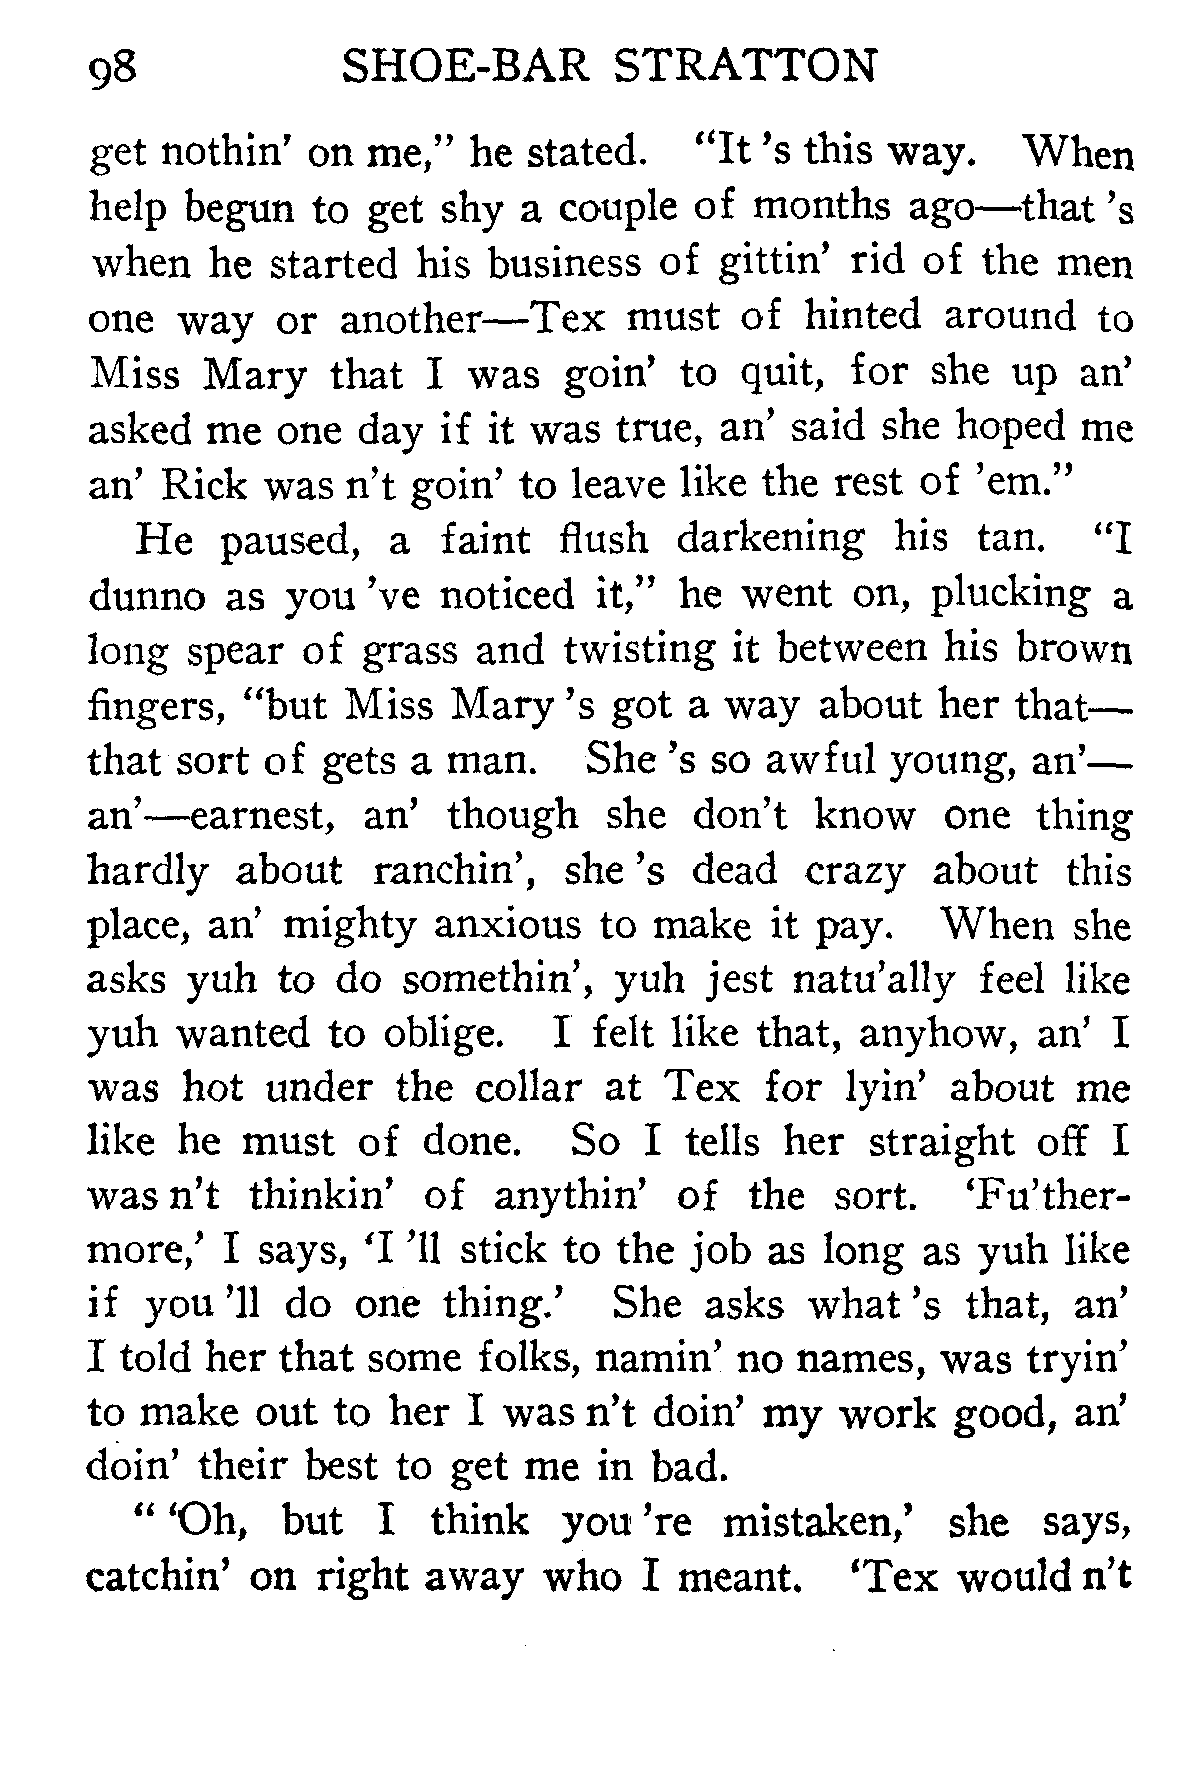 98 SHOE-BAR STRATTON
get nothin' on me," he stated. "It 's this way. When
help begun to get shy a couple of months ago—that 's
when he started his business of gittin' rid of the men
one way or another—Tex must of hinted around to
Miss Mary that I was goin' to quit, for she up an'
asked me one day if it was true, an' said she hoped me
an' Rick was n't goin' to leave like the rest of 'em."
He paused, a faint flush darkening his tan. "I
dunno as you 've noticed it," he went on, plucking a
long spear of grass and twisting it between his brown
fingers, "but Miss Mary 's got a way about her that—
that sort of gets a man. She 's so awful young, an'—
an'—earnest, an' though she don't know one thing
hardly about ranchin', she 's dead crazy about this
place, an' mighty anxious to make it pay. When she
asks yuh to do somethin', yuh jest natu'ally feel like
yuh wanted to oblige. I felt like that, anyhow, an' I
was hot under the collar at Tex for lyin' about me
like he must of done. So I tells her straight off I
was n't thinkin' of anythin' of the sort. 'Fu'ther-
more,' I says, 'I 'll stick to the job as long as yuh like
if you 'll do one thing.' She asks what 's that, an'
I told her that some folks, namin' no names, was tryin'
to make out to her I was n't doin' my work good, an'
doin' their best to get me in bad.
" 'Oh, but I think you 're mistaken,' she says,
catchin' on right away who I meant. 'Tex would n't